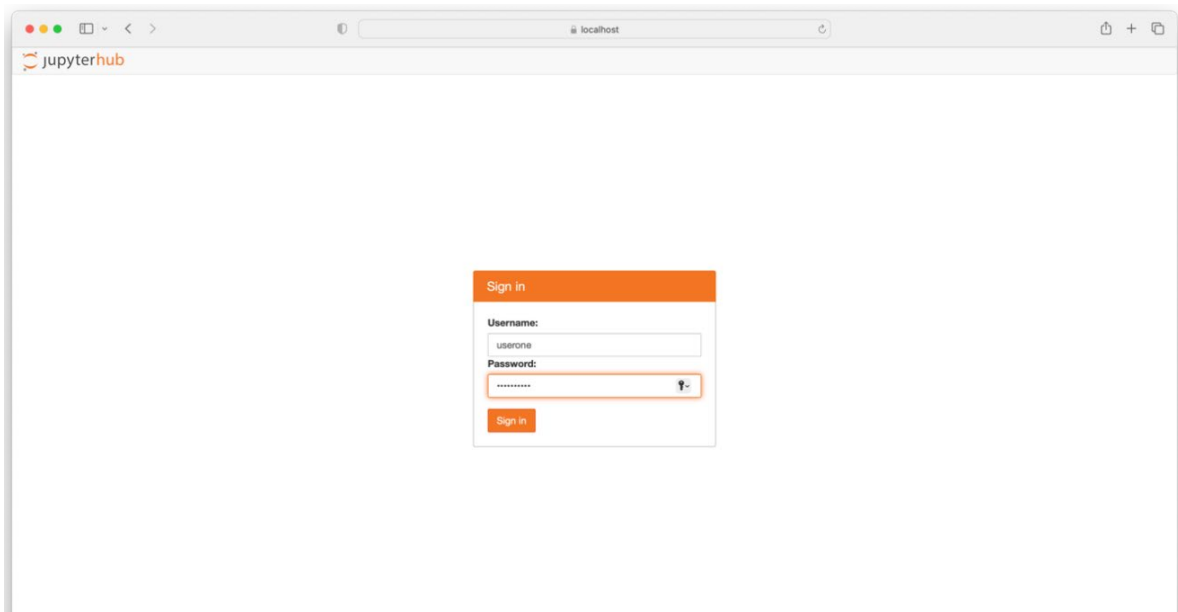 localhost
jupyterhub
Sign in
Username:
userone
Password:
••••••••••
Sign in